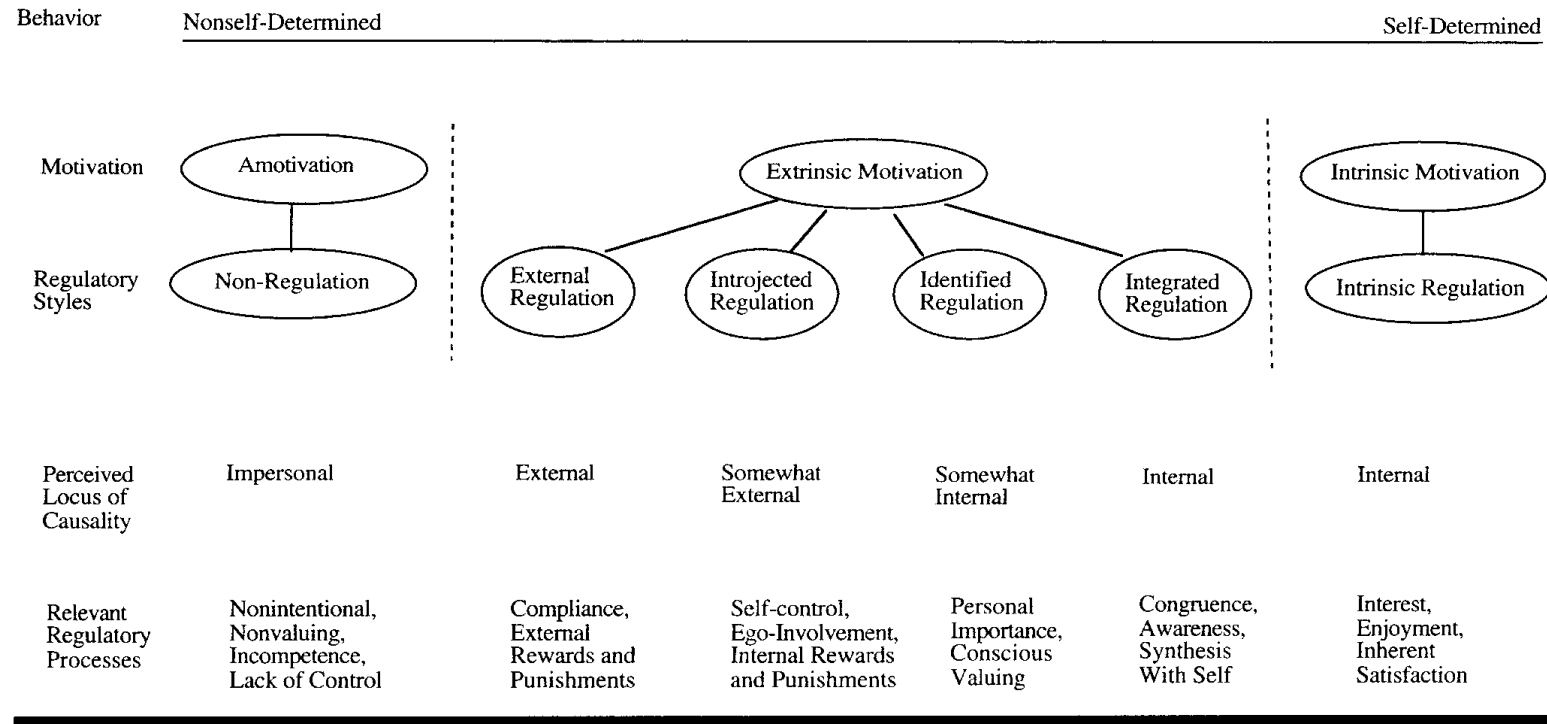 Behavior
Nonself-Determined
Self-Determined
Motivation
Amotivation
Extrinsic Motivation
Intrinsic Motivation
Regulatory
Styles
Non-Regulation
External
Regulation
Introjected
Regulation
Identified
Regulation
Integrated
Regulation
Intrinsic Regulation
Perceived
Locus of
Causality
Impersonal
External
Somewhat
External
Somewhat
Internal
Internal
Internal
Relevant
Regulatory
Processes
Nonintentional,
Nonvaluing,
Incompetence,
Lack of Control
Compliance,
External
Rewards and
Punishments
Self-control,
Ego-Involvement,
Internal Rewards
and Punishments
Personal
Importance,
Conscious
Valuing
Congruence,
Awareness,
Synthesis
With Self
Interest,
Enjoyment,
Inherent
Satisfaction